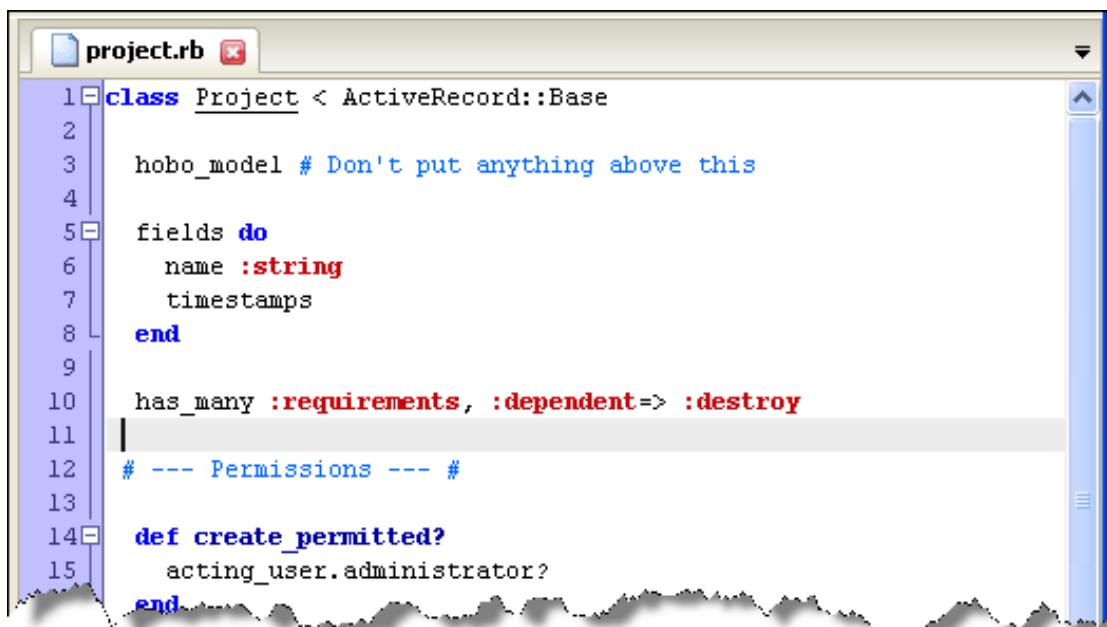 project.rb
1 class Project < ActiveRecord::Base
2
3   hobo_model # Don't put anything above this
4
5   fields do
6     name :string
7     timestamps
8   end
9
10   has_many :requirements, :dependent=> :destroy
11
12  # --- Permissions --- #
13
14   def create_permitted?
15     acting_user.administrator?
    end